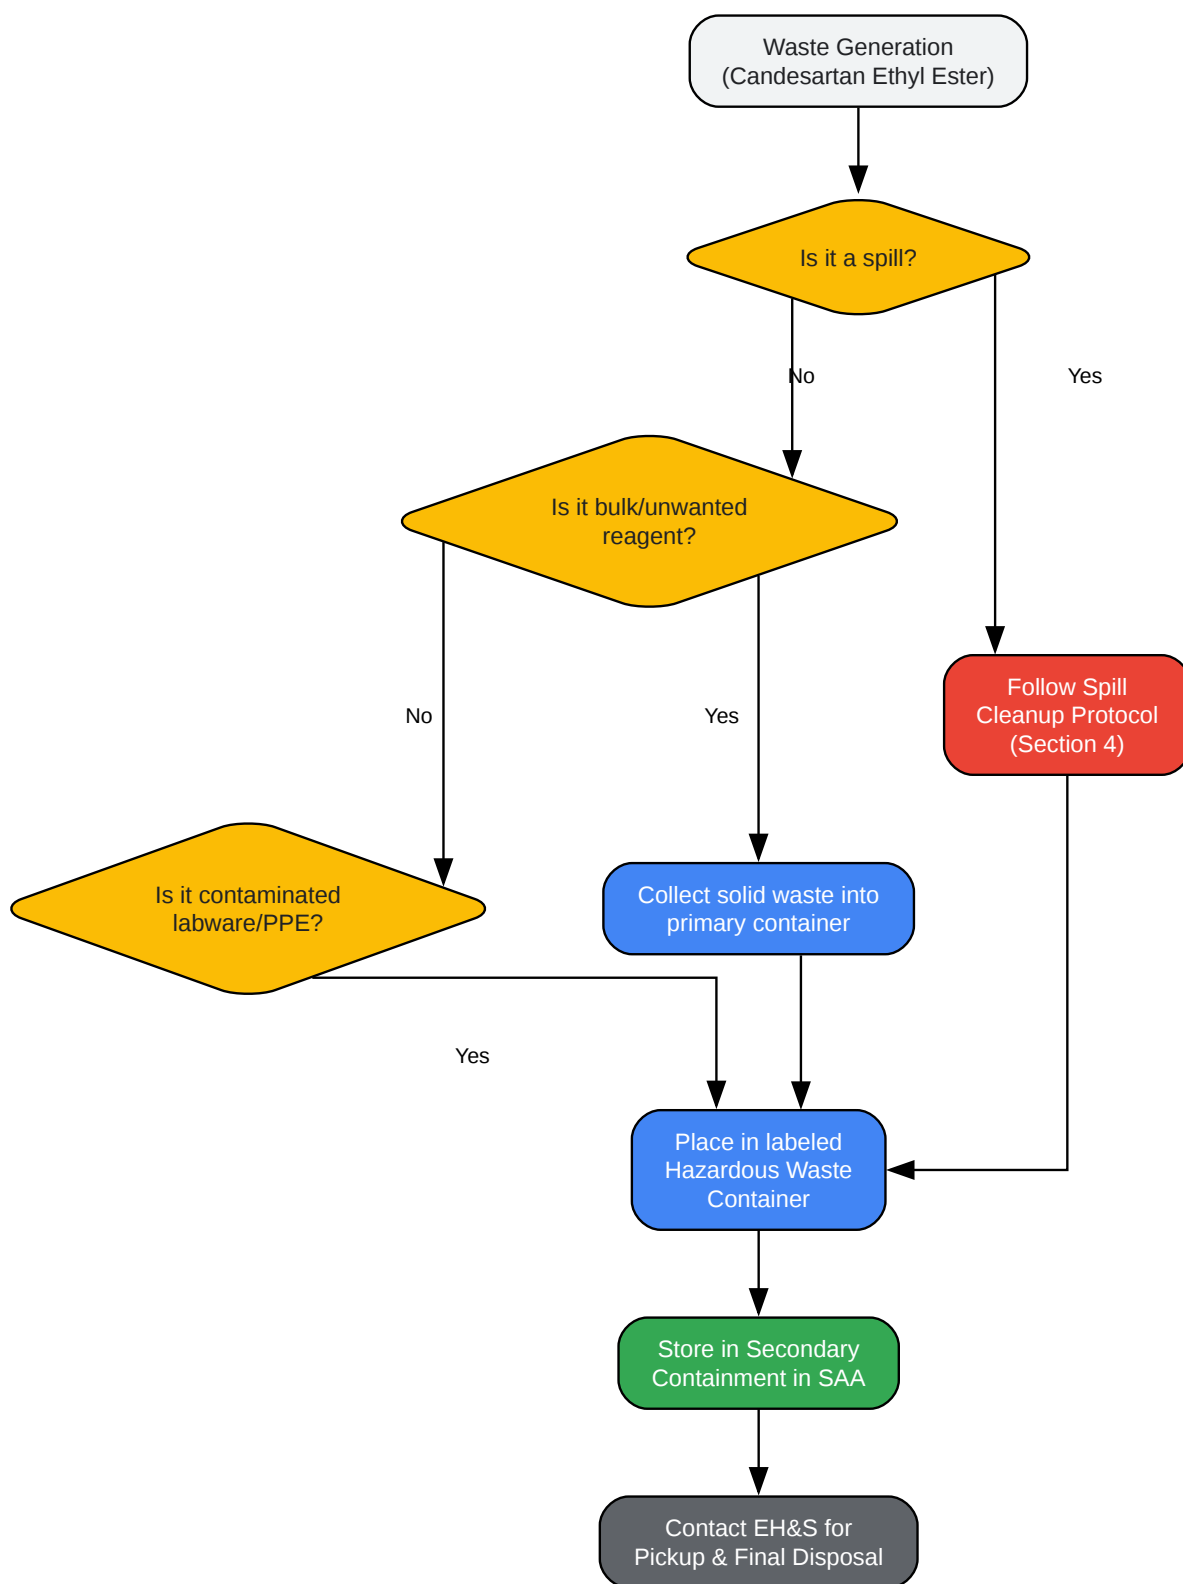 Waste Generation
(Candesartan Ethyl Ester)
Is it a spill?
No
Yes
Is it bulk/unwanted
reagent?
No
Yes
Follow Spill
Cleanup Protocol
(Section 4)
Is it contaminated
labware/PPE?
Collect solid waste into
primary container
Yes
Place in labeled
Hazardous Waste
Container
Store in Secondary
Containment in SAA
Contact EH&S for
Pickup & Final Disposal